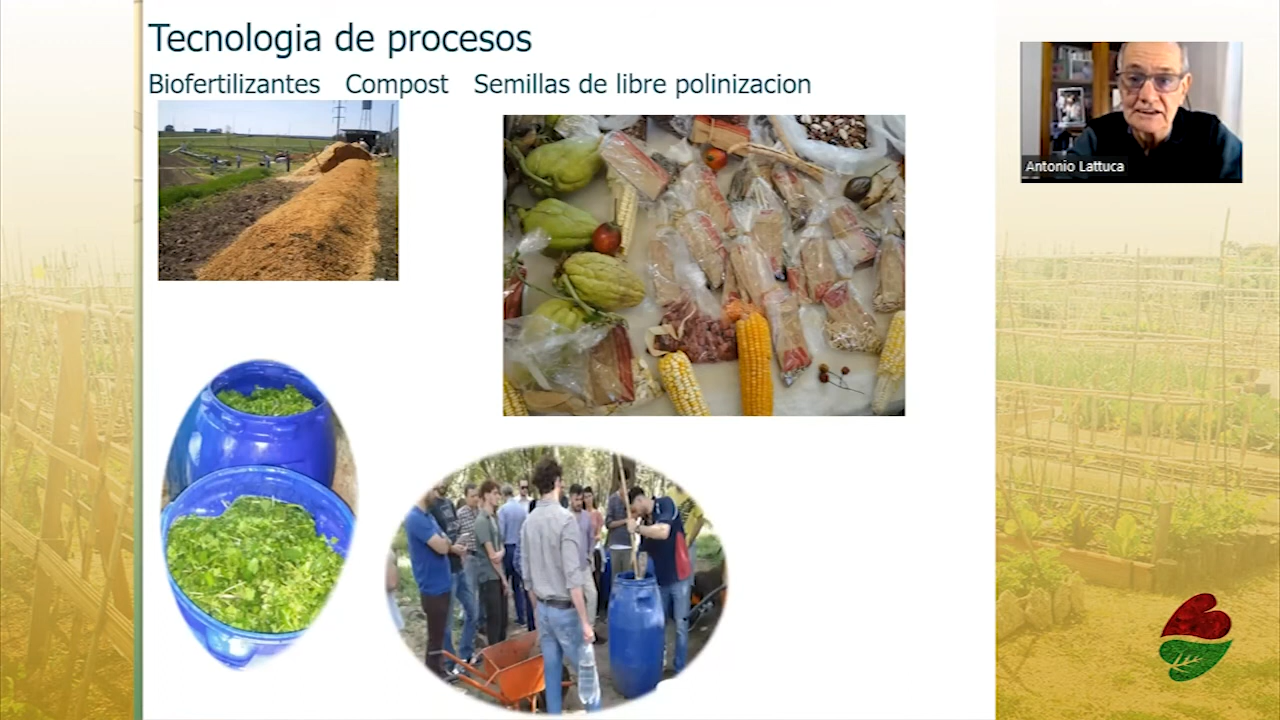 Tecnologia de procesos
Biofertilizantes Compost Semillas de libre polinizacion
Antonio Lattuca